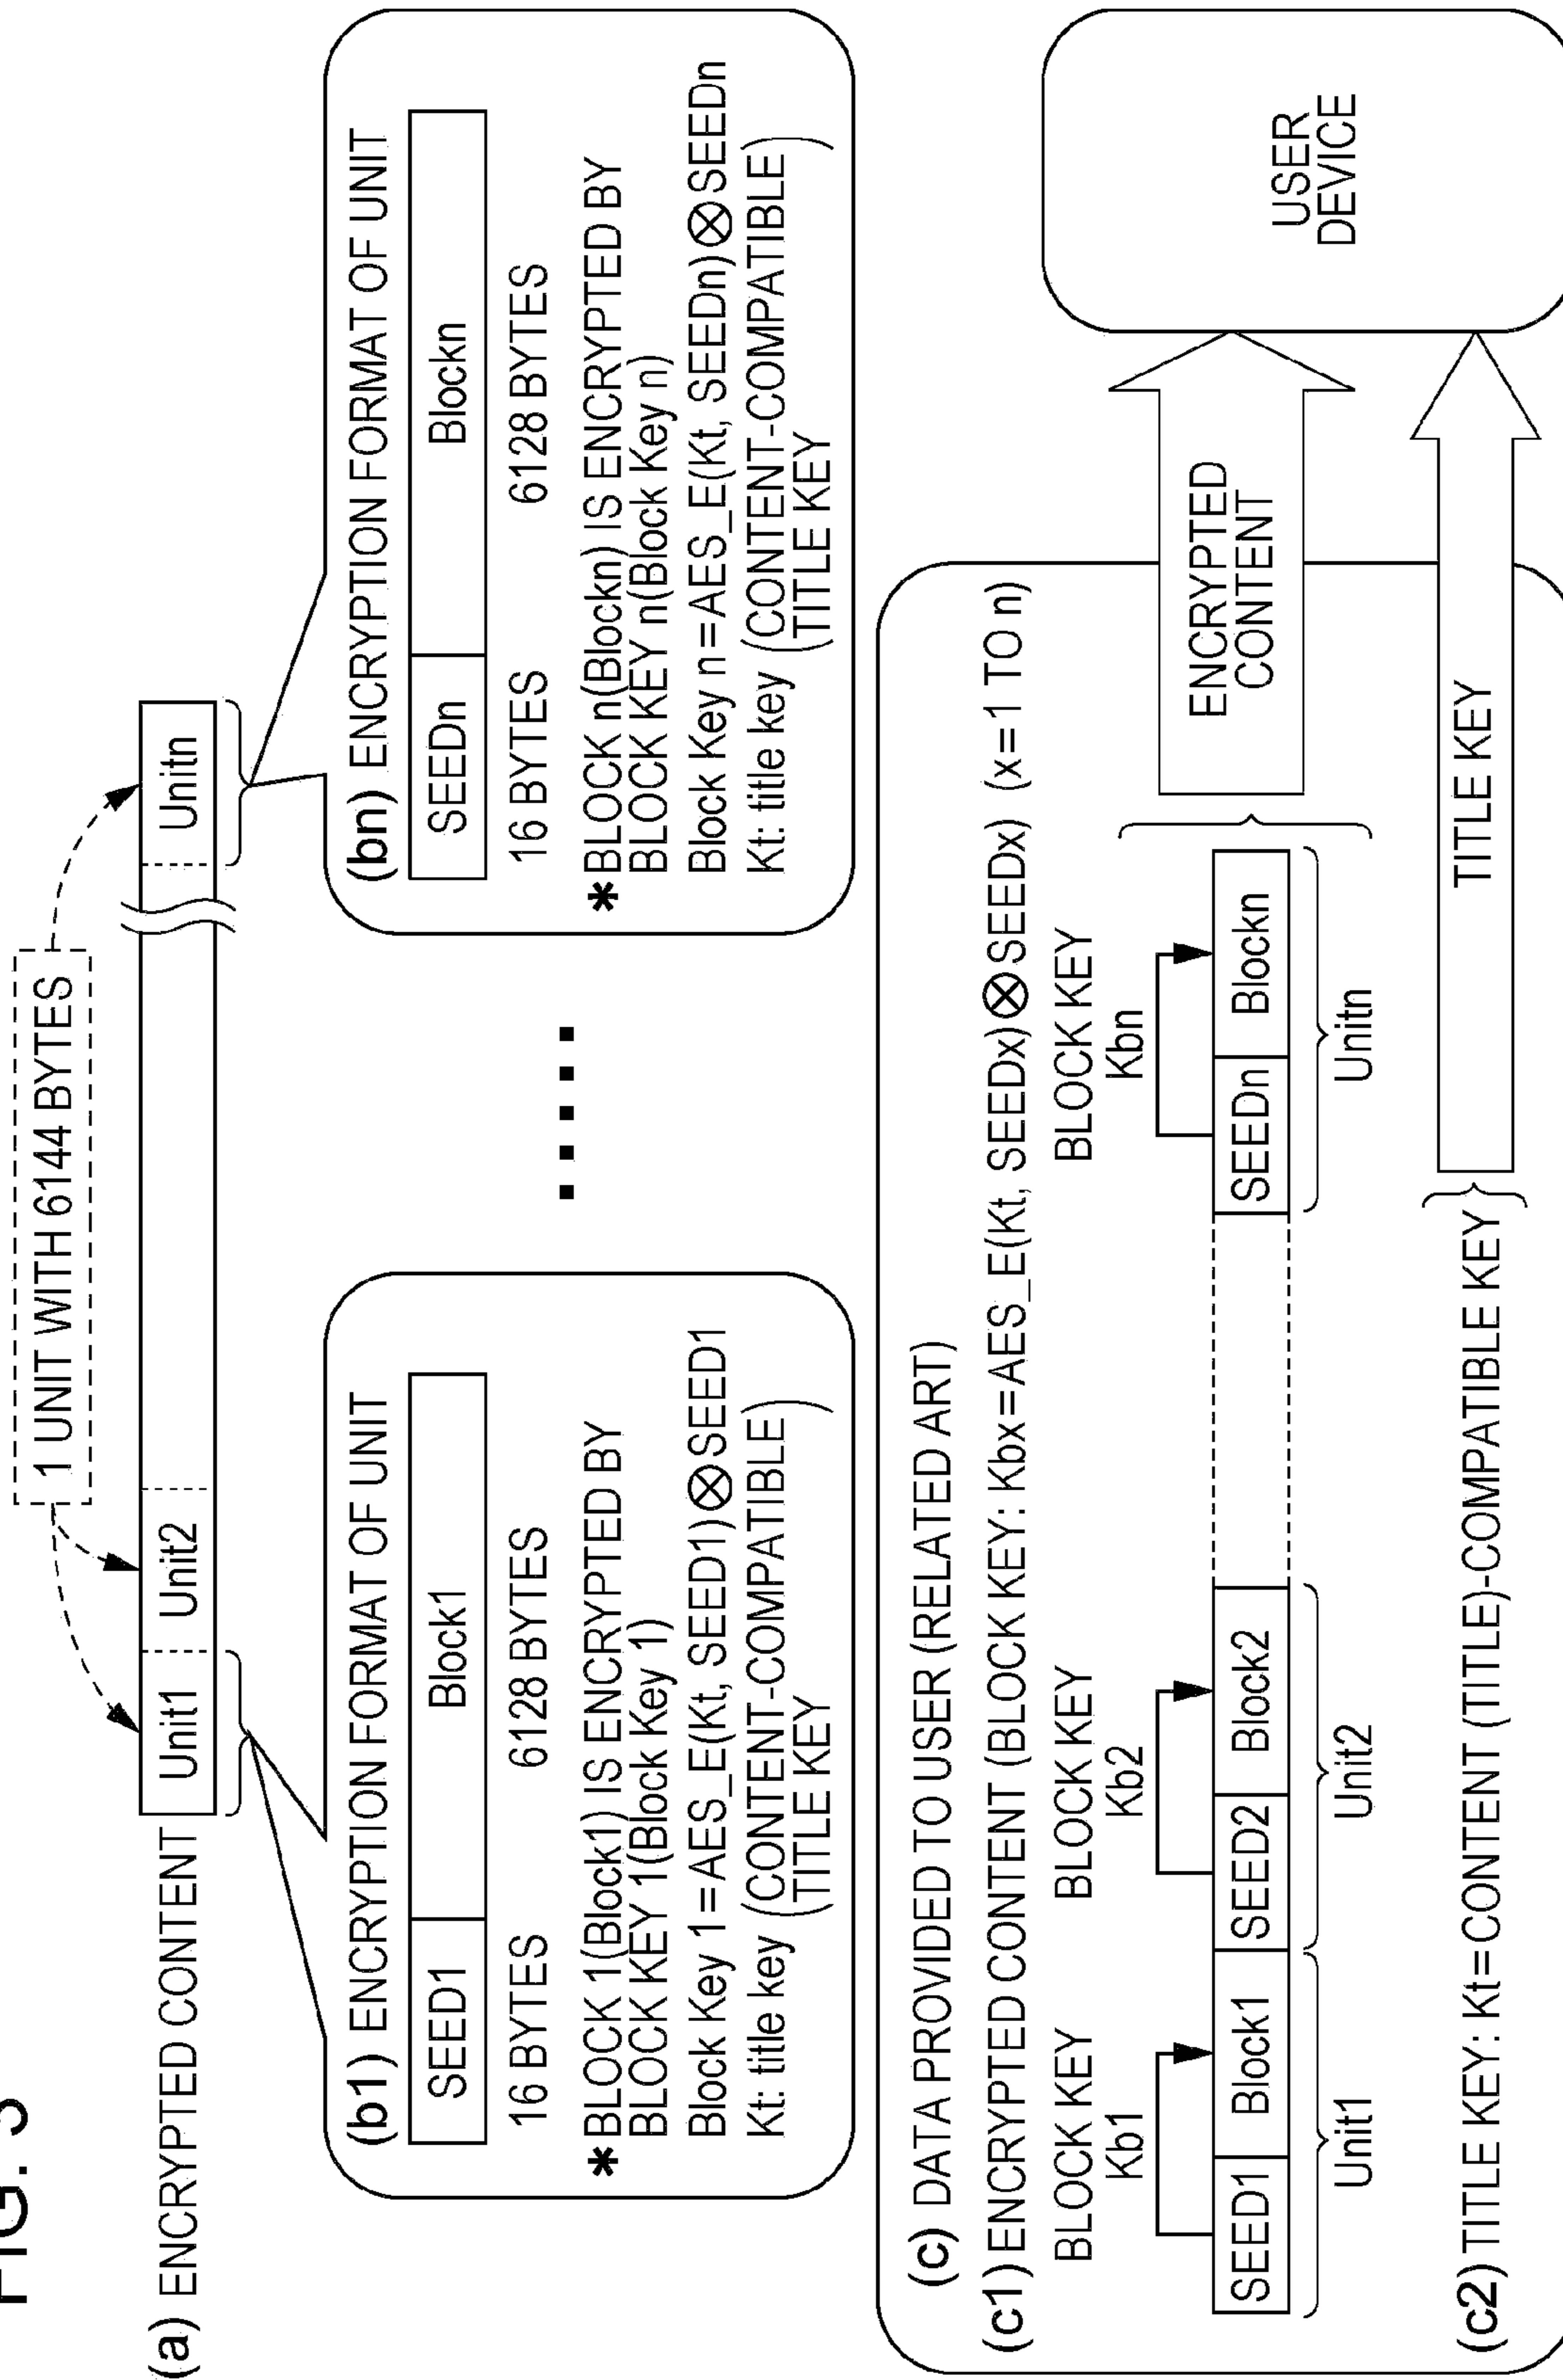 FIG. 3
1 UNIT WITH 6144 BYTES
(a) ENCRYPTED CONTENT
Unit1
Unit2
Unitn
(b1) ENCRYPTION FORMAT OF UNIT
SEED1
Block1
16 BYTES
6128 BYTES
*BLOCK 1(Block1) IS ENCRYPTED BY
BLOCK KEY 1(Block Key 1)
Block Key 1=AES_E(Kt, SEED1)⊗SEED1
Kt: title key (CONTENT-COMPATIBLE
TITLE KEY)
(bn) ENCRYPTION FORMAT OF UNIT
SEEDn
Blockn
16 BYTES
6128 BYTES
*BLOCK n(Blockn) IS ENCRYPTED BY
BLOCK KEY n(Block Key n)
Block Key n=AES_E(Kt, SEEDn)⊗SEEDn
Kt: title key (CONTENT-COMPATIBLE
TITLE KEY)
(c) DATA PROVIDED TO USER (RELATED ART)
(c1) ENCRYPTED CONTENT (BLOCK KEY: Kbx=AES_E(Kt, SEEDx)⊗SEEDx) (x=1 TO n)
BLOCK KEY
Kb1
BLOCK KEY
Kb2
BLOCK KEY
Kbn
SEED1
Block1
SEED2
Block2
SEEDn
Blockn
Unit1
Unit2
Unitn
ENCRYPTED
CONTENT
(c2) TITLE KEY: Kt=CONTENT (TITLE)-COMPATIBLE KEY
TITLE KEY
USER
DEVICE